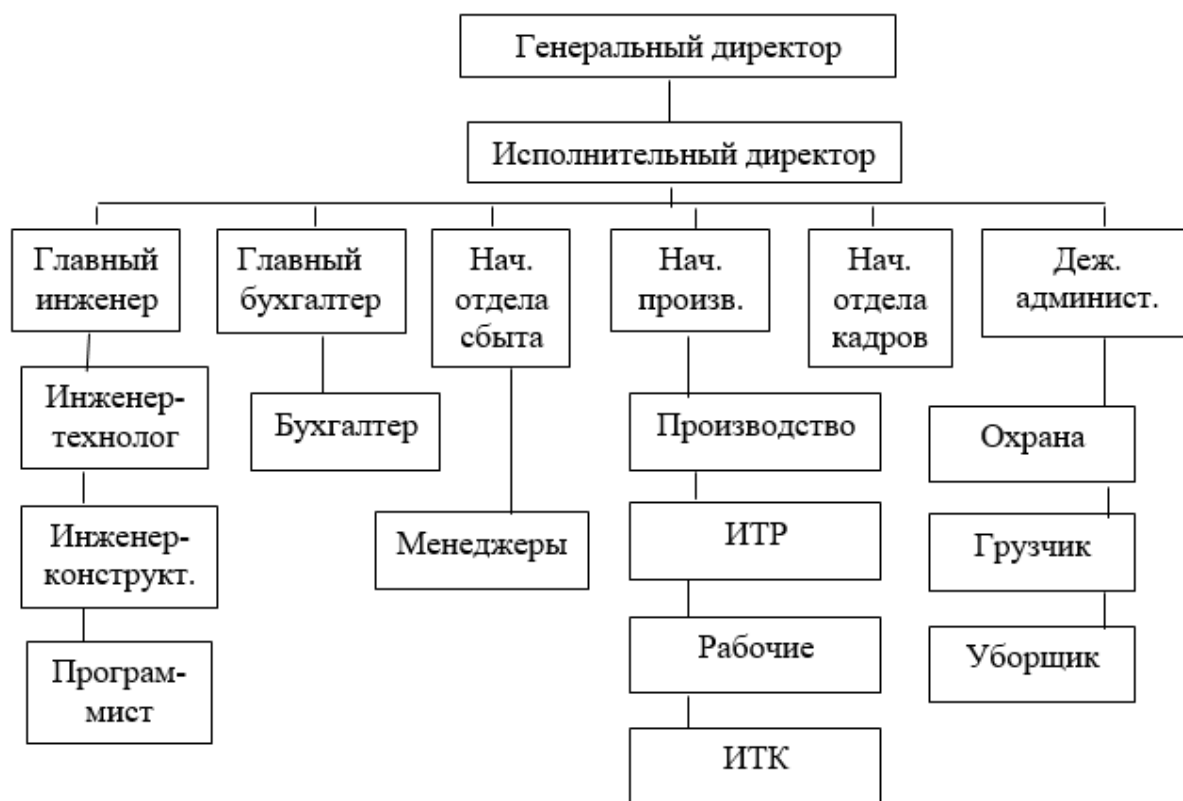 Генеральный директор
Исполнительный директор
Главный
инженер
Главный
бухгалтер
Нач.
отдела
сбыта
Нач.
произв.
Нач.
отдела
кадров
Деж.
админист.
Инженер-
технолог
Бухгалтер
Производство
Охрана
Инженер-
конструкт.
Менеджеры
ИТР
Грузчик
Програм-
мист
Рабочие
Уборщик
ИТК